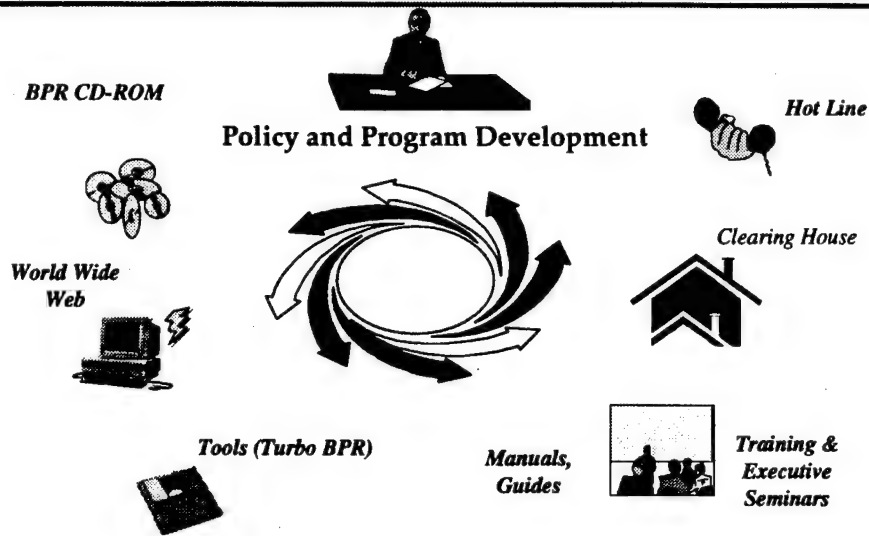 BPR CD-ROM
Hot Line
Policy and Program Development
Clearing House
World Wide
Web
Tools (Turbo BPR)
Manuals,
Guides
Training &
Executive
Seminars